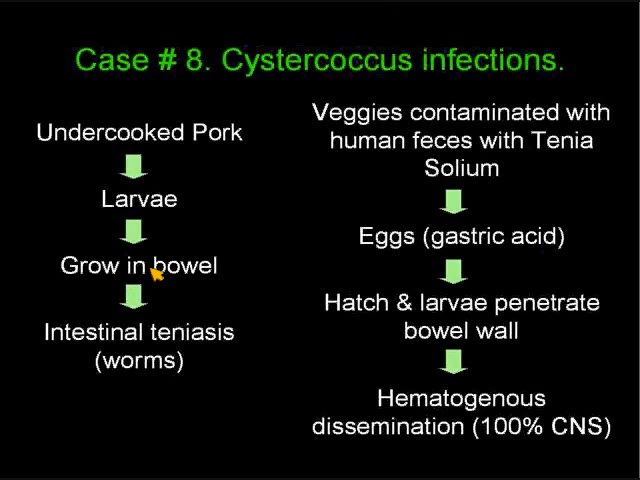 Case # 8. Cystercoccus infections.
Undercooked Pork
Larvae
Grow in bowel
Intestinal teniasis
(worms)
Veggies contaminated with
human feces with Tenia
Solium
Eggs (gastric acid)
Hatch & larvae penetrate
bowel wall
Hematogenous
dissemination (100% CNS)